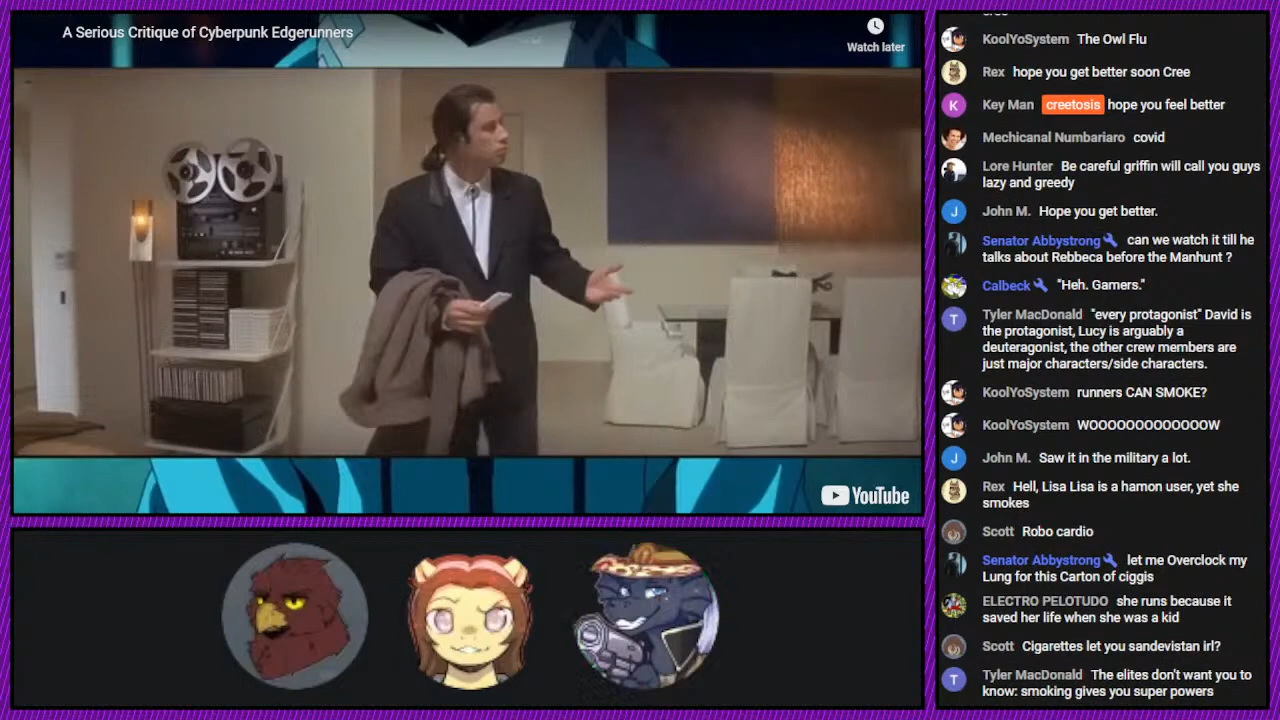 A Serious Critique of Cyberpunk Edgerunners
Watch later
YouTube
KoolYoSystem The Owl Flu
Rex hope you get better soon Cree
K Key Man creetosis hope you feel better
Mechicanal Numbariaro covid
Lore Hunter Be careful griffin will call you guys
lazy and greedy
J John M. Hope you get better.
Senator Abbystrong can we watch it till he
talks about Rebbeca before the Manhunt ?
Calbeck "Heh. Gamers."
T Tyler MacDonald "every protagonist" David is
the protagonist, Lucy is arguably a
deuteragonist, the other crew members are
just major characters/side characters.
KoolYoSystem runners CAN SMOKE?
KoolYoSystem WOOOOOOOOOOOOW
J John M. Saw it in the military a lot.
Rex Hell, Lisa Lisa is a hamon user, yet she
smokes
Scott Robo cardio
Senator Abbystrong let me Overclock my
Lung for this Carton of ciggis
ELECTRO PELOTUDO she runs because it
saved her life when she was a kid
Scott Cigarettes let you sandevistan irl?
T Tyler MacDonald The elites don't want you to
know: smoking gives you super powers